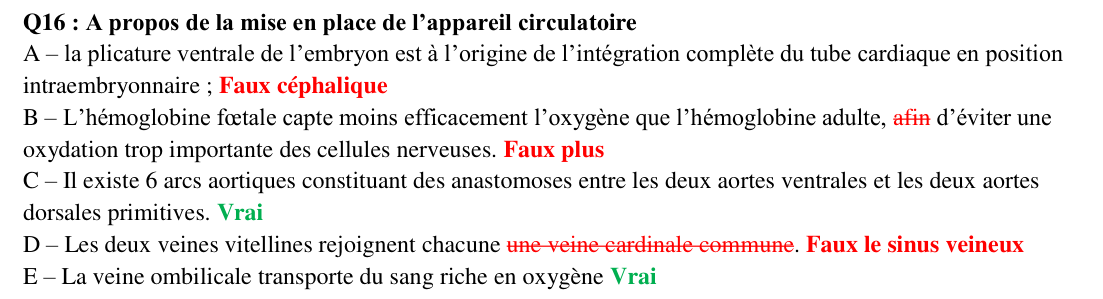 Q16 : A propos de la mise en place de l’appareil circulatoire
A – la plicature ventrale de l’embryon est à l’origine de l’intégration complète du tube cardiaque en position
intraembryonnaire ; Faux céphalique
B – L’hémoglobine fœtale capte moins efficacement l’oxygène que l’hémoglobine adulte, afin d’éviter une
oxydation trop importante des cellules nerveuses. Faux plus
C – Il existe 6 arcs aortiques constituant des anastomoses entre les deux aortes ventrales et les deux aortes
dorsales primitives. Vrai
D – Les deux veines vitellines rejoignent chacune une veine cardinale commune. Faux le sinus veineux
E – La veine ombilicale transporte du sang riche en oxygène Vrai